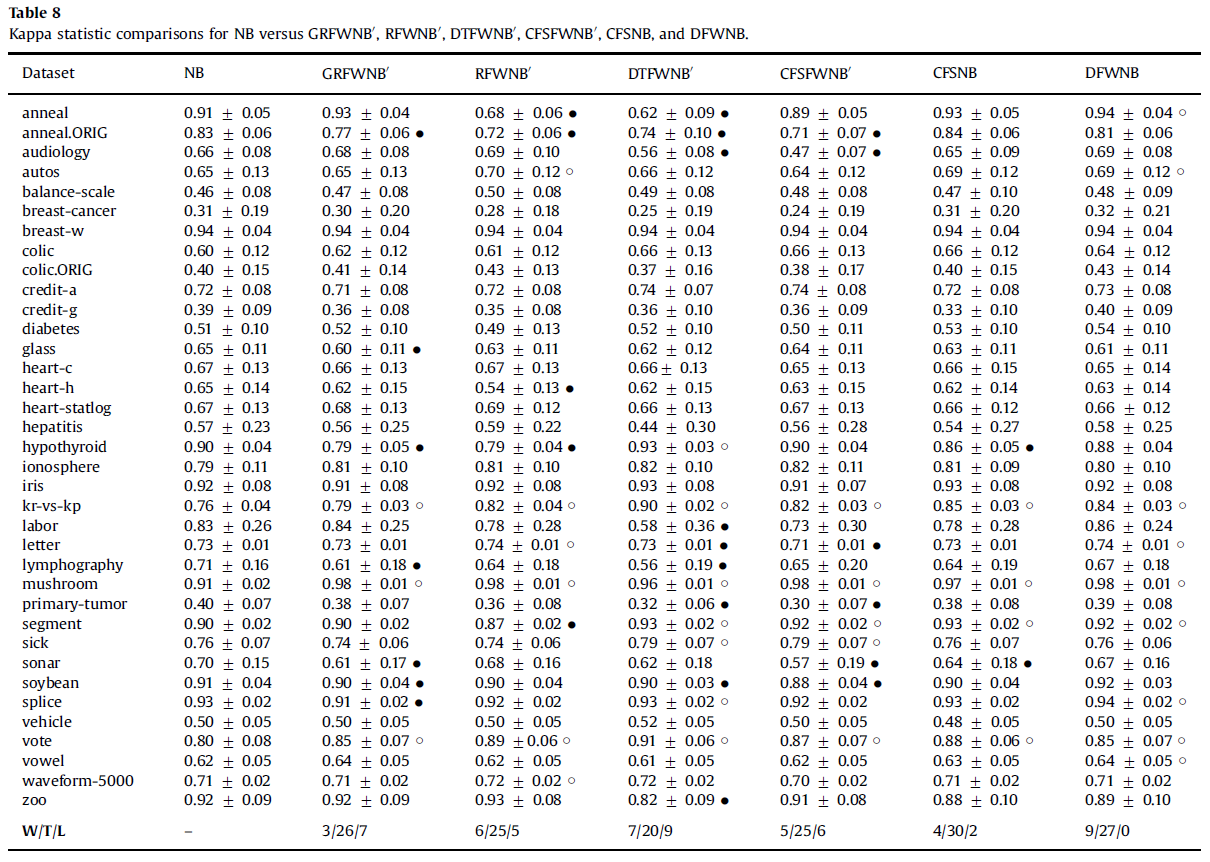 Table 8
Kappa statistic comparisons for NB versus GRFWNB′, RFWNB′, DTFWNB′, CFSFWNB′, CFSNB, and DFWNB.
Dataset NB GRFWNB′ RFWNB′ DTFWNB′ CFSFWNB′ CFSNB DFWNB
anneal 0.91 ± 0.05 0.93 ± 0.04 0.68 ± 0.06 ● 0.62 ± 0.09 ● 0.89 ± 0.05 0.93 ± 0.05 0.94 ± 0.04 ○
anneal.ORIG 0.83 ± 0.06 0.77 ± 0.06 ● 0.72 ± 0.06 ● 0.74 ± 0.10 ● 0.71 ± 0.07 ● 0.84 ± 0.06 0.81 ± 0.06
audiology 0.66 ± 0.08 0.68 ± 0.08 0.69 ± 0.10 0.56 ± 0.08 ● 0.47 ± 0.07 ● 0.65 ± 0.09 0.69 ± 0.08
autos 0.65 ± 0.13 0.65 ± 0.13 0.70 ± 0.12 ○ 0.66 ± 0.12 0.64 ± 0.12 0.69 ± 0.12 0.69 ± 0.12 ○
balance-scale 0.46 ± 0.08 0.47 ± 0.08 0.50 ± 0.08 0.49 ± 0.08 0.48 ± 0.08 0.47 ± 0.10 0.48 ± 0.09
breast-cancer 0.31 ± 0.19 0.30 ± 0.20 0.28 ± 0.18 0.25 ± 0.19 0.24 ± 0.19 0.31 ± 0.20 0.32 ± 0.21
breast-w 0.94 ± 0.04 0.94 ± 0.04 0.94 ± 0.04 0.94 ± 0.04 0.94 ± 0.04 0.94 ± 0.04 0.94 ± 0.04
colic 0.60 ± 0.12 0.62 ± 0.12 0.61 ± 0.12 0.66 ± 0.13 0.66 ± 0.13 0.66 ± 0.12 0.64 ± 0.12
colic.ORIG 0.40 ± 0.15 0.41 ± 0.14 0.43 ± 0.13 0.37 ± 0.16 0.38 ± 0.17 0.40 ± 0.15 0.43 ± 0.14
credit-a 0.72 ± 0.08 0.71 ± 0.08 0.72 ± 0.08 0.74 ± 0.07 0.74 ± 0.08 0.72 ± 0.08 0.73 ± 0.08
credit-g 0.39 ± 0.09 0.36 ± 0.08 0.35 ± 0.08 0.36 ± 0.10 0.36 ± 0.09 0.33 ± 0.10 0.40 ± 0.09
diabetes 0.51 ± 0.10 0.52 ± 0.10 0.49 ± 0.13 0.52 ± 0.10 0.50 ± 0.11 0.53 ± 0.10 0.54 ± 0.10
glass 0.65 ± 0.11 0.60 ± 0.11 ● 0.63 ± 0.11 0.62 ± 0.12 0.64 ± 0.11 0.63 ± 0.11 0.61 ± 0.11
heart-c 0.67 ± 0.13 0.66 ± 0.13 0.67 ± 0.13 0.66± 0.13 0.65 ± 0.13 0.66 ± 0.15 0.65 ± 0.14
heart-h 0.65 ± 0.14 0.62 ± 0.15 0.54 ± 0.13 ● 0.62 ± 0.15 0.63 ± 0.15 0.62 ± 0.14 0.63 ± 0.14
heart-statlog 0.67 ± 0.13 0.68 ± 0.13 0.69 ± 0.12 0.66 ± 0.13 0.67 ± 0.13 0.66 ± 0.12 0.66 ± 0.12
hepatitis 0.57 ± 0.23 0.56 ± 0.25 0.59 ± 0.22 0.44 ± 0.30 0.56 ± 0.28 0.54 ± 0.27 0.58 ± 0.25
hypothyroid 0.90 ± 0.04 0.79 ± 0.05 ● 0.79 ± 0.04 ● 0.93 ± 0.03 ○ 0.90 ± 0.04 0.86 ± 0.05 ● 0.88 ± 0.04
ionosphere 0.79 ± 0.11 0.81 ± 0.10 0.81 ± 0.10 0.82 ± 0.10 0.82 ± 0.11 0.81 ± 0.09 0.80 ± 0.10
iris 0.92 ± 0.08 0.91 ± 0.08 0.92 ± 0.08 0.93 ± 0.08 0.91 ± 0.07 0.93 ± 0.08 0.92 ± 0.08
kr-vs-kp 0.76 ± 0.04 0.79 ± 0.03 ○ 0.82 ± 0.04 ○ 0.90 ± 0.02 ○ 0.82 ± 0.03 ○ 0.85 ± 0.03 ○ 0.84 ± 0.03 ○
labor 0.83 ± 0.26 0.84 ± 0.25 0.78 ± 0.28 0.58 ± 0.36 ● 0.73 ± 0.30 0.78 ± 0.28 0.86 ± 0.24
letter 0.73 ± 0.01 0.73 ± 0.01 0.74 ± 0.01 ○ 0.73 ± 0.01 ● 0.71 ± 0.01 ● 0.73 ± 0.01 0.74 ± 0.01 ○
lymphography 0.71 ± 0.16 0.61 ± 0.18 ● 0.64 ± 0.18 0.56 ± 0.19 ● 0.65 ± 0.20 0.64 ± 0.19 0.67 ± 0.18
mushroom 0.91 ± 0.02 0.98 ± 0.01 ○ 0.98 ± 0.01 ○ 0.96 ± 0.01 ○ 0.98 ± 0.01 ○ 0.97 ± 0.01 ○ 0.98 ± 0.01 ○
primary-tumor 0.40 ± 0.07 0.38 ± 0.07 0.36 ± 0.08 0.32 ± 0.06 ● 0.30 ± 0.07 ● 0.38 ± 0.08 0.39 ± 0.08
segment 0.90 ± 0.02 0.90 ± 0.02 0.87 ± 0.02 ● 0.93 ± 0.02 ○ 0.92 ± 0.02 ○ 0.93 ± 0.02 ○ 0.92 ± 0.02 ○
sick 0.76 ± 0.07 0.74 ± 0.06 0.74 ± 0.06 0.79 ± 0.07 ○ 0.79 ± 0.07 ○ 0.76 ± 0.07 0.76 ± 0.06
sonar 0.70 ± 0.15 0.61 ± 0.17 ● 0.68 ± 0.16 0.62 ± 0.18 0.57 ± 0.19 ● 0.64 ± 0.18 ● 0.67 ± 0.16
soybean 0.91 ± 0.04 0.90 ± 0.04 ● 0.90 ± 0.04 0.90 ± 0.03 ● 0.88 ± 0.04 ● 0.90 ± 0.04 0.92 ± 0.03
splice 0.93 ± 0.02 0.91 ± 0.02 ● 0.92 ± 0.02 0.93 ± 0.02 ○ 0.92 ± 0.02 0.93 ± 0.02 0.94 ± 0.02 ○
vehicle 0.50 ± 0.05 0.50 ± 0.05 0.50 ± 0.05 0.52 ± 0.05 0.50 ± 0.05 0.48 ± 0.05 0.50 ± 0.05
vote 0.80 ± 0.08 0.85 ± 0.07 ○ 0.89 ±0.06 ○ 0.91 ± 0.06 ○ 0.87 ± 0.07 ○ 0.88 ± 0.06 ○ 0.85 ± 0.07 ○
vowel 0.62 ± 0.05 0.64 ± 0.05 0.62 ± 0.05 0.61 ± 0.05 0.62 ± 0.05 0.63 ± 0.05 0.64 ± 0.05 ○
waveform-5000 0.71 ± 0.02 0.71 ± 0.02 0.72 ± 0.02 ○ 0.72 ± 0.02 0.70 ± 0.02 0.71 ± 0.02 0.71 ± 0.02
zoo 0.92 ± 0.09 0.92 ± 0.09 0.93 ± 0.08 0.82 ± 0.09 ● 0.91 ± 0.08 0.88 ± 0.10 0.89 ± 0.10
W/T/L – 3/26/7 6/25/5 7/20/9 5/25/6 4/30/2 9/27/0